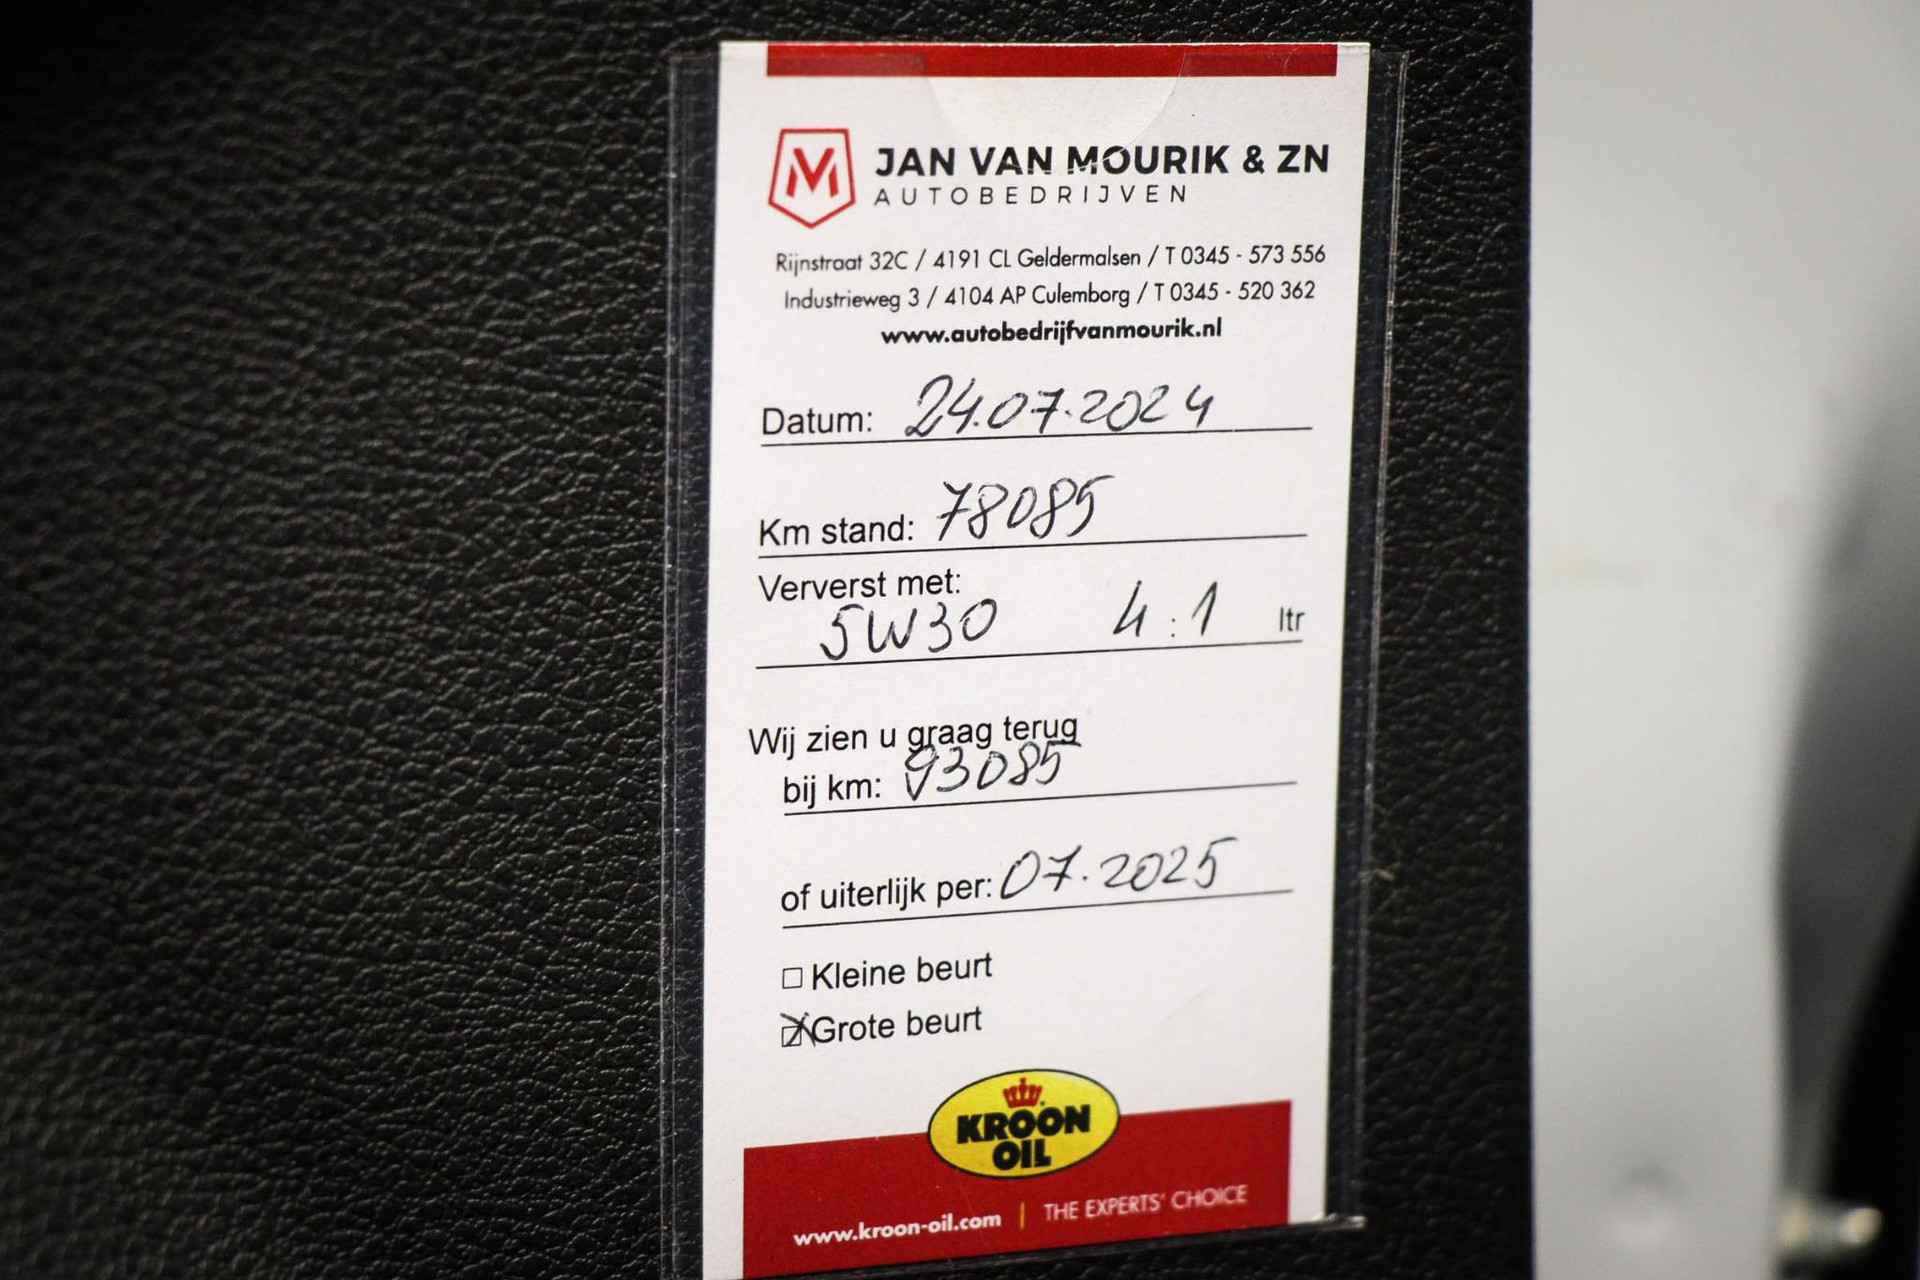 JAN VAN MOURIK & ZN
AUTOBEDRIJVEN
Rijnstraat 32C / 4191 CL Geldermalsen / T 0345 - 573 556
Industrieweg 3 / 4104 AP Culemborg / T 0345 - 520 362
www.autobedrijfvanmourik.nl
Datum: 24.07.2024
Km stand: 78085
Ververst met:
5W30 4:1 ltr
Wij zien u graag terug
bij km: 93085
of uiterlijk per: 07.2025
Kleine beurt
Grote beurt
KROON
OIL
www.kroon-oil.com | THE EXPERTS' CHOICE